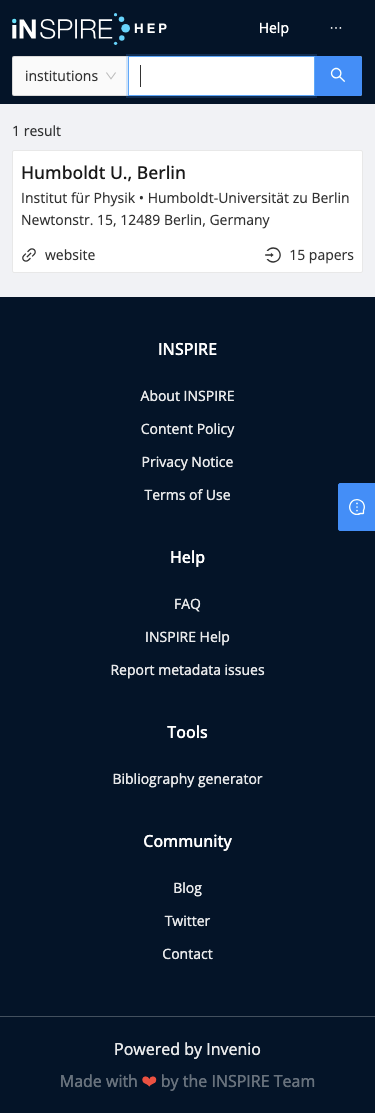 iNSPIRE HEP
Help
...
institutions
1 result
Humboldt U., Berlin
Institut für Physik • Humboldt-Universität zu Berlin
Newtonstr. 15, 12489 Berlin, Germany
website
15 papers
INSPIRE
About INSPIRE
Content Policy
Privacy Notice
Terms of Use
Help
FAQ
INSPIRE Help
Report metadata issues
Tools
Bibliography generator
Community
Blog
Twitter
Contact
Powered by Invenio
Made with ❤ by the INSPIRE Team